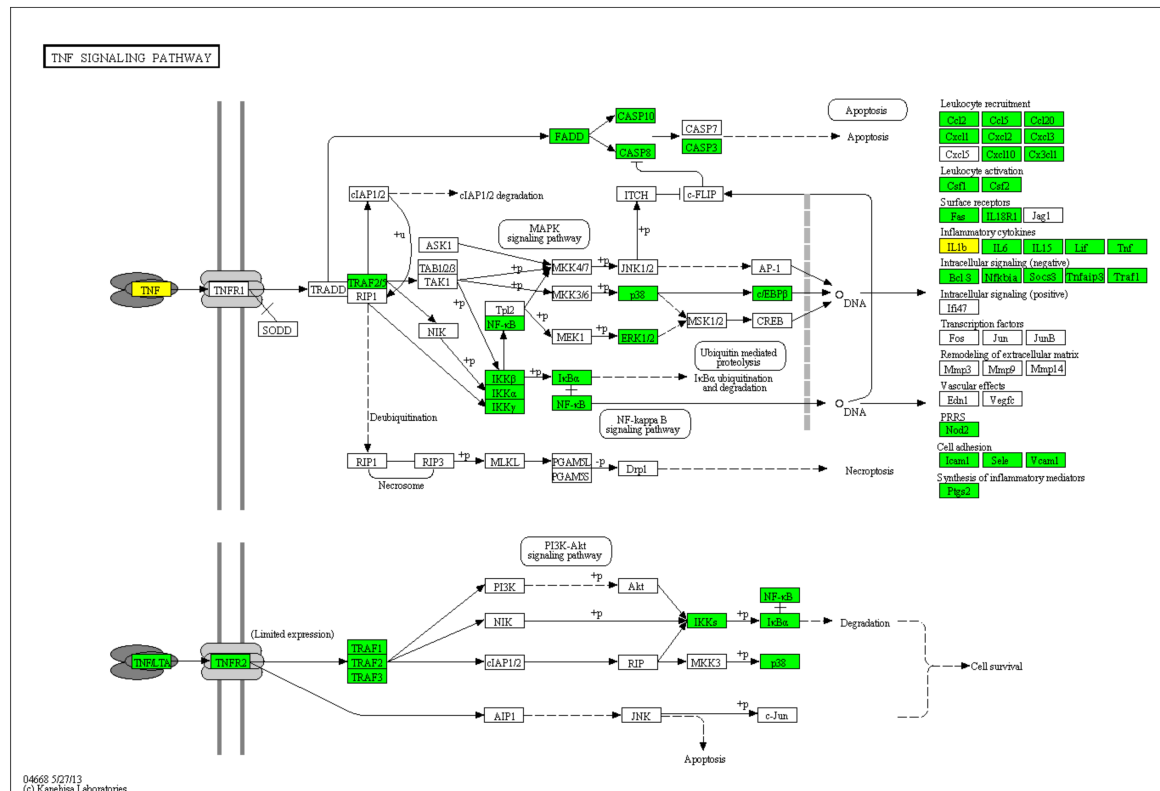 TNF SIGNALING PATHWAY
Apoptosis
CASP10
FADD
CASP7
Apoptosis
CASP8
CASP3
cIAP1/2
cIAP1/2 degradation
ITCH
c-FLIP
+u
MAPK
signaling pathway
+p
ASK1
TNF
TNFR1
TRADD
TRAF2/3
RIP1
TAB1/2/3
TAK1
+p
+p
+p
MKK4/7
+p
JNK1/2
AP-1
MKK3/6
+p
p38
c/EBPβ
DNA
SODD
NIK
+p
Tpl2
NF-κB
MEK1
+p
ERK1/2
MSK1/2
CREB
Ubiquitin mediated
proteolysis
IKKβ
IKKα
IKKγ
+p
IκBα
IκBα ubiquitination
and degradation
NF-κB
DNA
Deubiquitination
NF-kappa B
signaling pathway
RIP1
RIP3
+p
MLKL
PGAM5L
PGAM5S
-p
Drp1
Necroptosis
Necrosome
Leukocyte recruitment
Ccl2 Ccl5 Ccl20
Cxcl1 Cxcl2 Cxcl3
Cxcl5 Cxcl10 Cx3cl1
Leukocyte activation
Csf1 Csf2
Surface receptors
Fas IL18R1 Jag1
Inflammatory cytokines
IL1b IL6 IL15 Lif Tnf
Intracellular signaling (negative)
Bcl3 Nfkbia Socs3 Tnfaip3 Traf1
Intracellular signaling (positive)
Ifi47
Transcription factors
Fos Jun JunB
Remodeling of extracellular matrix
Mmp3 Mmp9 Mmp14
Vascular effects
Edn1 Vegfc
PRRS
Nod2
Cell adhesion
Icam1 Sele Vcam1
Synthesis of inflammatory mediators
Ptgs2
PI3K-Akt
signaling pathway
PI3K
+p
Akt
NF-κB
NIK
+p
IKKs
+p
IκBα
Degradation
(Limited expression)
TNF/LTA
TNFR2
TRAF1
TRAF2
TRAF3
cIAP1/2
RIP
MKK3
+p
p38
Cell survival
AIP1
JNK
+p
c-Jun
Apoptosis
04668 5/27/13
(c) Kanehisa Laboratories